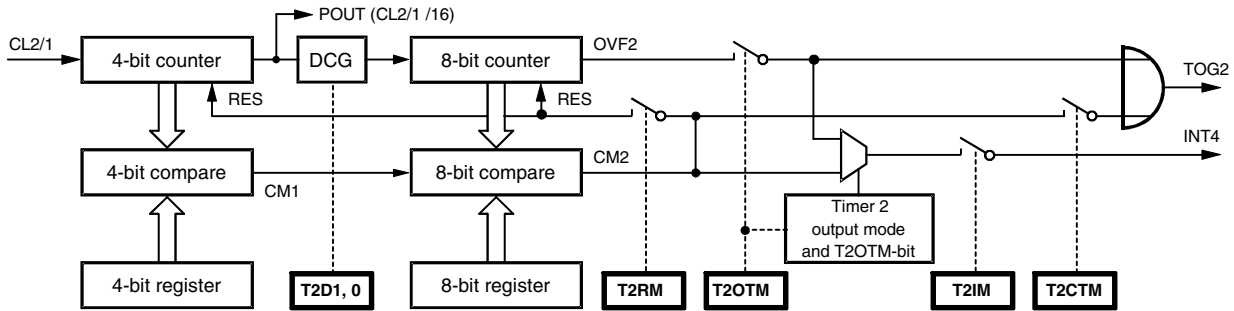 POUT (CL2/1 /16)
CL2/1
4-bit counter
DCG
8-bit counter
OVF2
TOG2
RES
RES
4-bit compare
CM1
8-bit compare
CM2
INT4
Timer 2
output mode
and T2OTM-bit
4-bit register
T2D1, 0
8-bit register
T2RM
T2OTM
T2IM
T2CTM